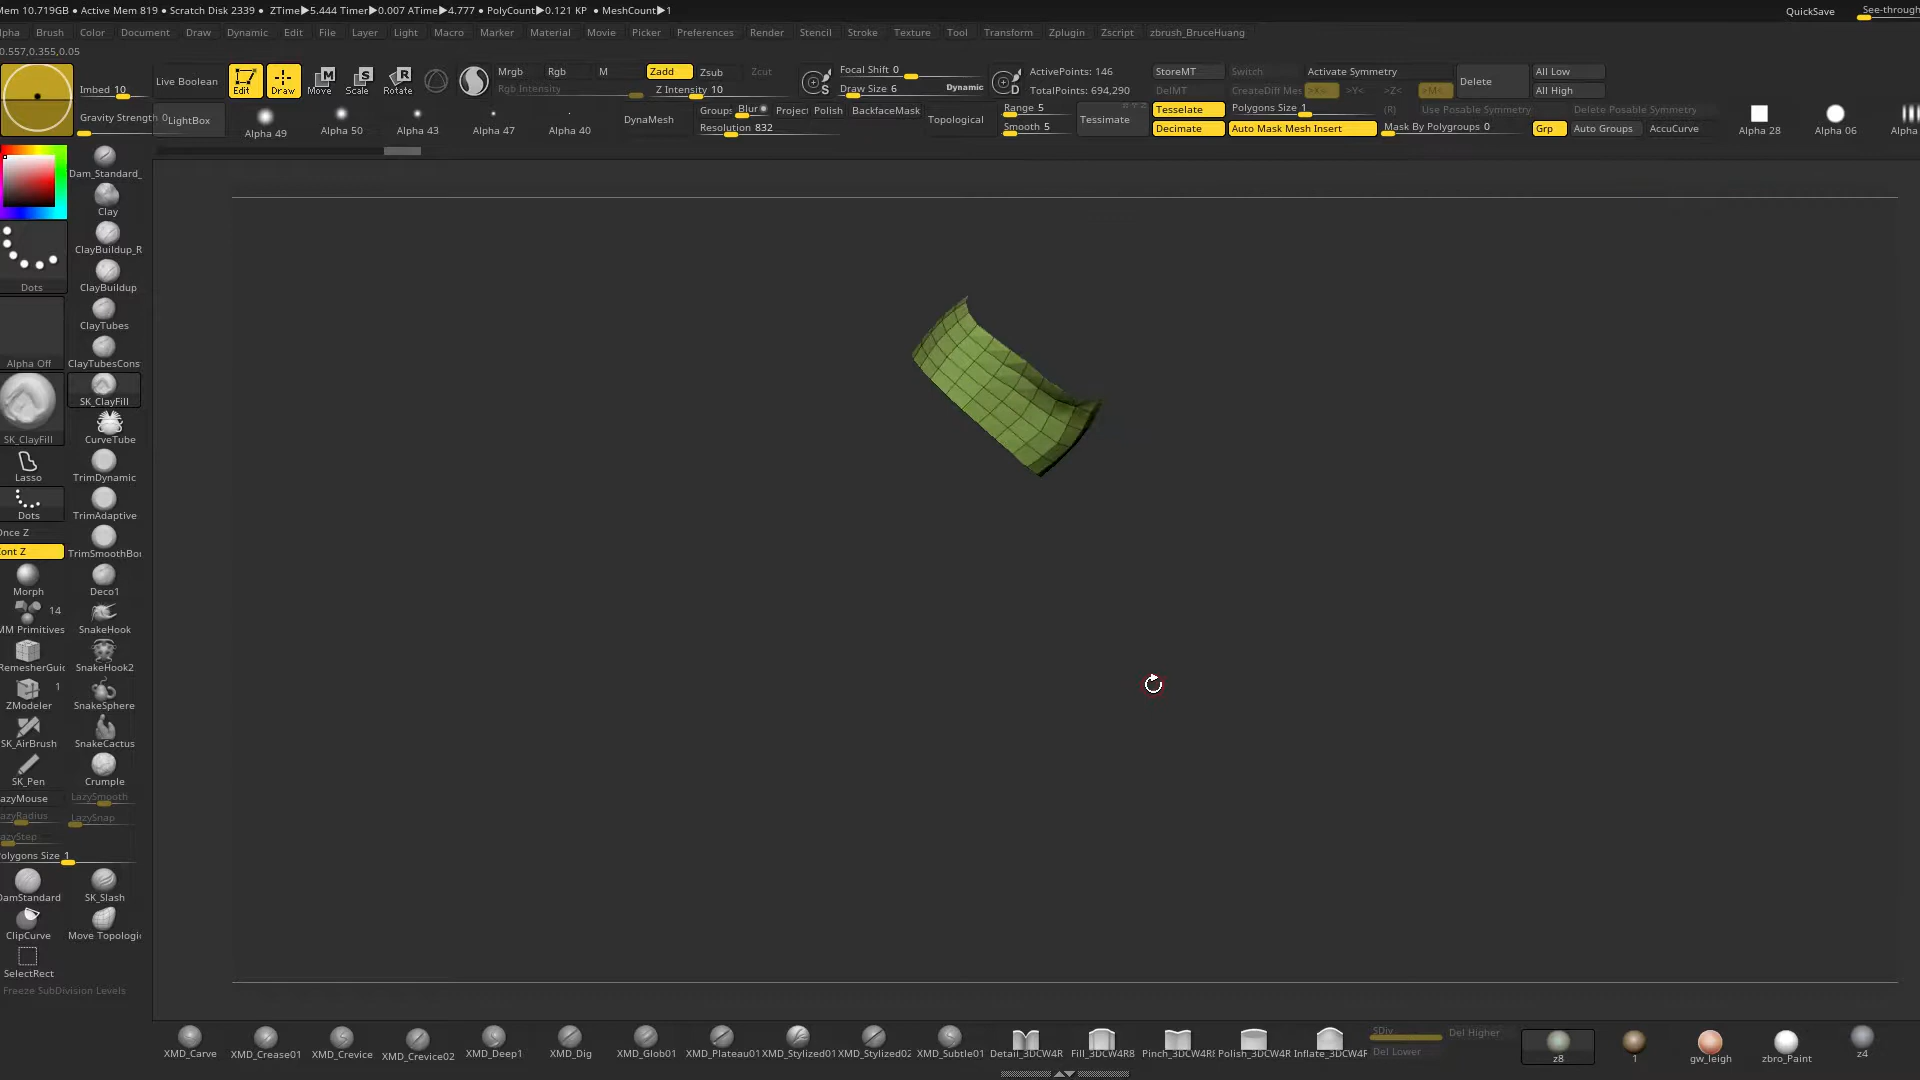 Mem 10.719GB • Active Mem 819 • Scratch Disk 2339 • ZTime▶5.444 Timer▶0.007 ATime▶4.777 • PolyCount▶0.121 KP • MeshCount▶1
QuickSave
See-through
lpha Brush Color Document Draw Dynamic Edit File Layer Light Macro Marker Material Movie Picker Preferences Render Stencil Stroke Texture Tool Transform Zplugin Zscript zbrush_BruceHuang
0.557,0.355,0.05
Imbed 10
Gravity Strength 0
Live Boolean
LightBox
Edit
Draw
Move
Scale
Rotate
Mrgb Rgb M
Rgb Intensity
Zadd Zsub Zcut
Z Intensity 10
Focal Shift 0
Draw Size 6 Dynamic
S
D
ActivePoints: 146
TotalPoints: 694,290
StoreMT
DelMT
Switch
CreateDiff Mes
Activate Symmetry
>X< >Y< >Z< >M<
Delete
All Low
All High
Alpha 49
Alpha 50
Alpha 43
Alpha 47
Alpha 40
DynaMesh
Groups Blur Project Polish BackfaceMask
Resolution 832
Topological
Range 5
Smooth 5
Tessimate
Tesselate
Decimate
Polygons Size 1
Auto Mask Mesh Insert
(R) Use Posable Symmetry Delete Posable Symmetry
Mask By Polygroups 0
Grp Auto Groups AccuCurve
Alpha 28
Alpha 06
Alpha
Dam_Standard_
Clay
ClayBuildup_R
Dots
ClayBuildup
ClayTubes
Alpha Off
ClayTubesCons
SK_ClayFill
SK_ClayFill
CurveTube
Lasso
TrimDynamic
Dots
TrimAdaptive
Once Z
Cont Z
TrimSmoothBor
Morph
Deco1
14
MM Primitives
SnakeHook
RemesherGuid
SnakeHook2
1
ZModeler
SnakeSphere
SK_AirBrush
SnakeCactus
SK_Pen
Crumple
azyMouse
LazySmooth
azyRadius
LazySnap
azyStep
olygons Size 1
DamStandard
SK_Slash
ClipCurve
Move Topologic
SelectRect
Freeze SubDivision Levels
XMD_Carve
XMD_Crease01
XMD_Crevice
XMD_Crevice02
XMD_Deep1
XMD_Dig
XMD_Glob01
XMD_Plateau01
XMD_Stylized01
XMD_Stylized02
XMD_Subtle01
Detail_3DCW4R
Fill_3DCW4R8
Pinch_3DCW4R8
Polish_3DCW4R
Inflate_3DCW4R
SDiv
Del Lower
Del Higher
z8
1
gw_leigh
zbro_Paint
z4